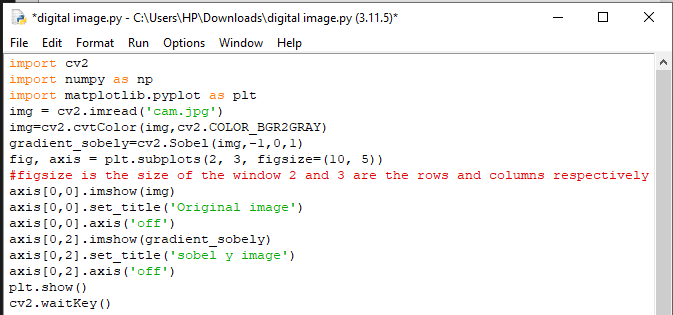 *digital image.py - C:\Users\HP\Downloads\digital image.py (3.11.5)*
File Edit Format Run Options Window Help
import cv2
import numpy as np
import matplotlib.pyplot as plt
img = cv2.imread('cam.jpg')
img=cv2.cvtColor(img,cv2.COLOR_BGR2GRAY)
gradient_sobely=cv2.Sobel(img,-1,0,1)
fig, axis = plt.subplots(2, 3, figsize=(10, 5))
#figsize is the size of the window 2 and 3 are the rows and columns respectively
axis[0,0].imshow(img)
axis[0,0].set_title('Original image')
axis[0,0].axis('off')
axis[0,2].imshow(gradient_sobely)
axis[0,2].set_title('sobel y image')
axis[0,2].axis('off')
plt.show()
cv2.waitKey()